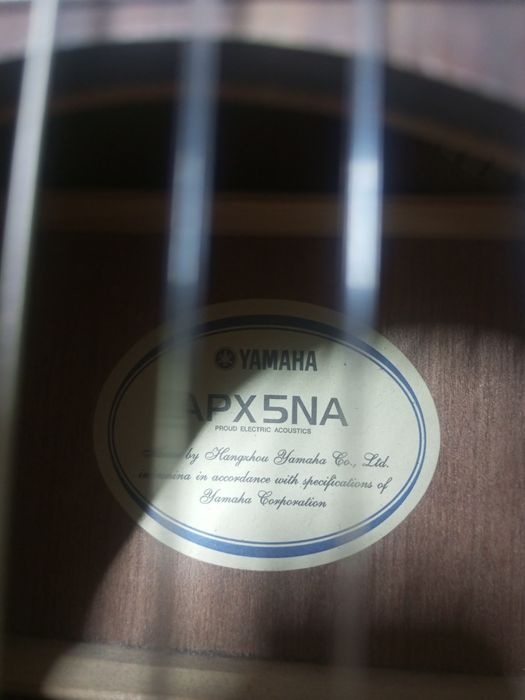 YAMAHA
APX5NA
PROUD ELECTRIC ACOUSTICS
by Hangzhou Yamaha Co., Ltd.
in accordance with specifications of
Yamaha Corporation